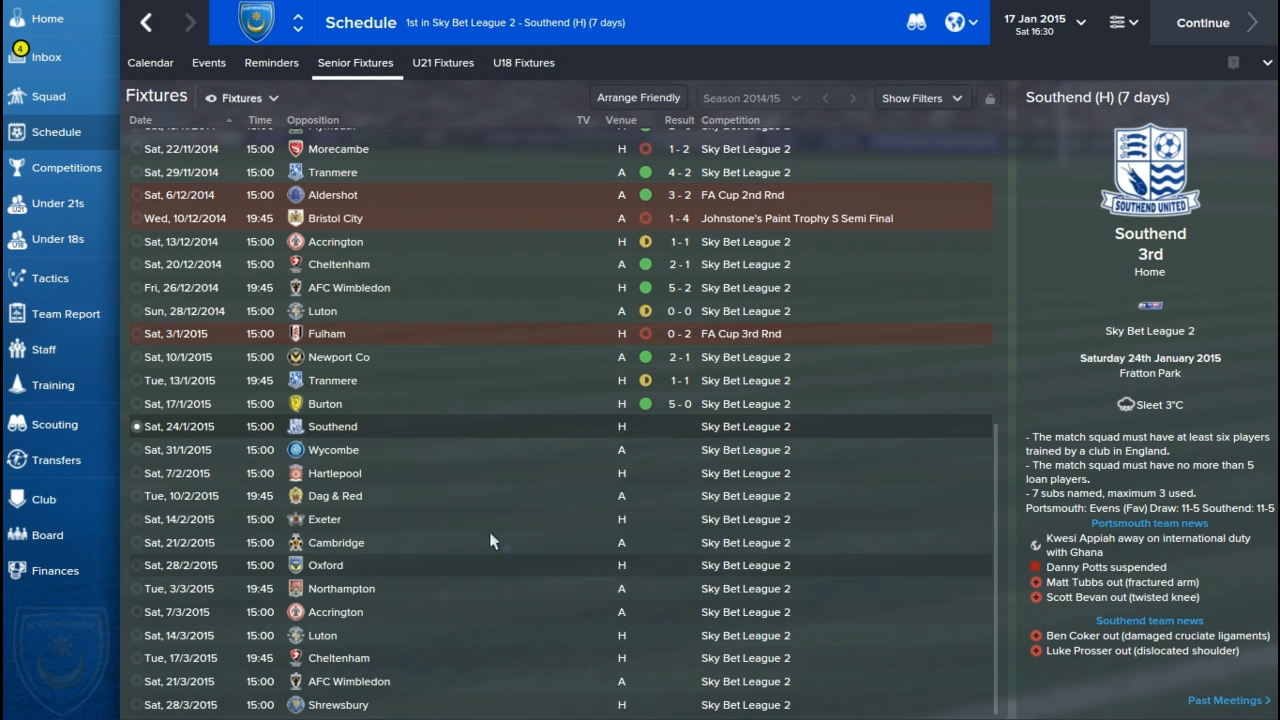 Home
4
Inbox
Squad
Schedule
Competitions
U21
Under 21s
U18
Under 18s
Tactics
Team Report
Staff
Training
Scouting
Transfers
Club
Board
Finances
PORTSMOUTH F.C.
Schedule 1st in Sky Bet League 2 - Southend (H) (7 days)
17 Jan 2015
Sat 16:30
Continue
Calendar Events Reminders Senior Fixtures U21 Fixtures U18 Fixtures
Fixtures Fixtures Arrange Friendly Season 2014/15 Show Filters
Date Time Opposition TV Venue Result Competition
Sat, 22/11/2014 15:00 Morecambe H 1 - 2 Sky Bet League 2
Sat, 29/11/2014 15:00 Tranmere A 4 - 2 Sky Bet League 2
Sat, 6/12/2014 15:00 Aldershot A 3 - 2 FA Cup 2nd Rnd
Wed, 10/12/2014 19:45 Bristol City A 1 - 4 Johnstone's Paint Trophy S Semi Final
Sat, 13/12/2014 15:00 Accrington H 1 - 1 Sky Bet League 2
Sat, 20/12/2014 15:00 Cheltenham A 2 - 1 Sky Bet League 2
Fri, 26/12/2014 19:45 AFC Wimbledon H 5 - 2 Sky Bet League 2
Sun, 28/12/2014 15:00 Luton A 0 - 0 Sky Bet League 2
Sat, 3/1/2015 15:00 Fulham H 0 - 2 FA Cup 3rd Rnd
Sat, 10/1/2015 15:00 Newport Co A 2 - 1 Sky Bet League 2
Tue, 13/1/2015 19:45 Tranmere H 1 - 1 Sky Bet League 2
Sat, 17/1/2015 15:00 Burton H 5 - 0 Sky Bet League 2
Sat, 24/1/2015 15:00 Southend H Sky Bet League 2
Sat, 31/1/2015 15:00 Wycombe A Sky Bet League 2
Sat, 7/2/2015 15:00 Hartlepool H Sky Bet League 2
Tue, 10/2/2015 19:45 Dag & Red A Sky Bet League 2
Sat, 14/2/2015 15:00 Exeter H Sky Bet League 2
Sat, 21/2/2015 15:00 Cambridge A Sky Bet League 2
Sat, 28/2/2015 15:00 Oxford H Sky Bet League 2
Tue, 3/3/2015 19:45 Northampton A Sky Bet League 2
Sat, 7/3/2015 15:00 Accrington A Sky Bet League 2
Sat, 14/3/2015 15:00 Luton H Sky Bet League 2
Tue, 17/3/2015 19:45 Cheltenham H Sky Bet League 2
Sat, 21/3/2015 15:00 AFC Wimbledon A Sky Bet League 2
Sat, 28/3/2015 15:00 Shrewsbury H Sky Bet League 2
Southend (H) (7 days)
SOUTHEND UNITED
Southend
3rd
Home
Sky Bet League 2
Saturday 24th January 2015
Fratton Park
Sleet 3°C
- The match squad must have at least six players
trained by a club in England.
- The match squad must have no more than 5
loan players.
- 7 subs named, maximum 3 used.
Portsmouth: Evens (Fav) Draw: 11-5 Southend: 11-5
Portsmouth team news
Kwesi Appiah away on international duty
with Ghana
Danny Potts suspended
Matt Tubbs out (fractured arm)
Scott Bevan out (twisted knee)
Southend team news
Ben Coker out (damaged cruciate ligaments)
Luke Prosser out (dislocated shoulder)
Past Meetings >